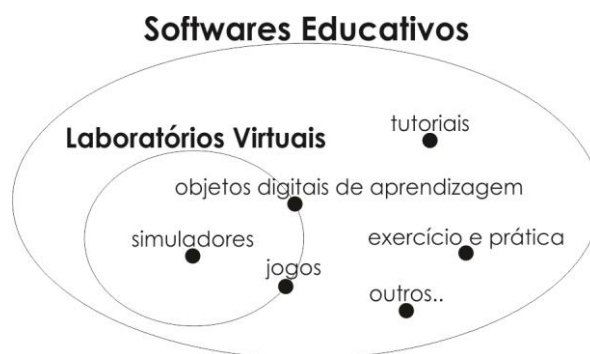 Softwares Educativos
tutoriais
Laboratórios Virtuais
objetos digitais de aprendizagem
simuladores
exercício e prática
jogos
outros..